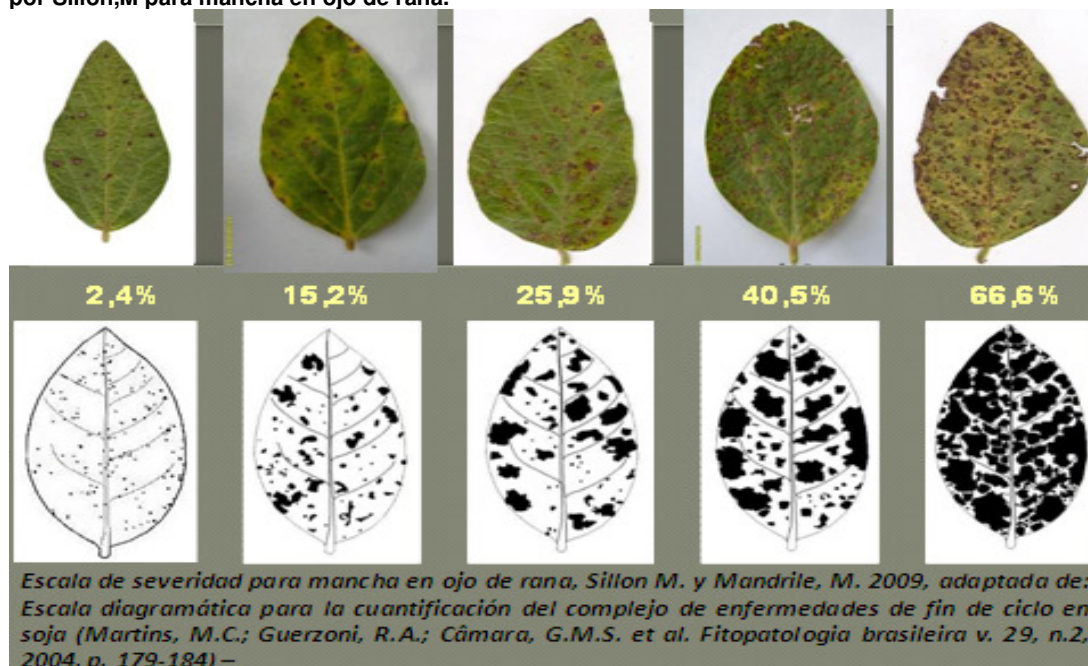 por Sillon,M para mancha en ojo de rana.
2,4% 15,2% 25,9% 40,5% 66,6%
Escala de severidad para mancha en ojo de rana, Sillon M. y Mandrile, M. 2009, adaptada de:
Escala diagramática para la cuantificación del complejo de enfermedades de fin de ciclo en
soja (Martins, M.C.; Guerzoni, R.A.; Câmara, G.M.S. et al. Fitopatologia brasileira v. 29, n.2,
2004, p. 179-184) –